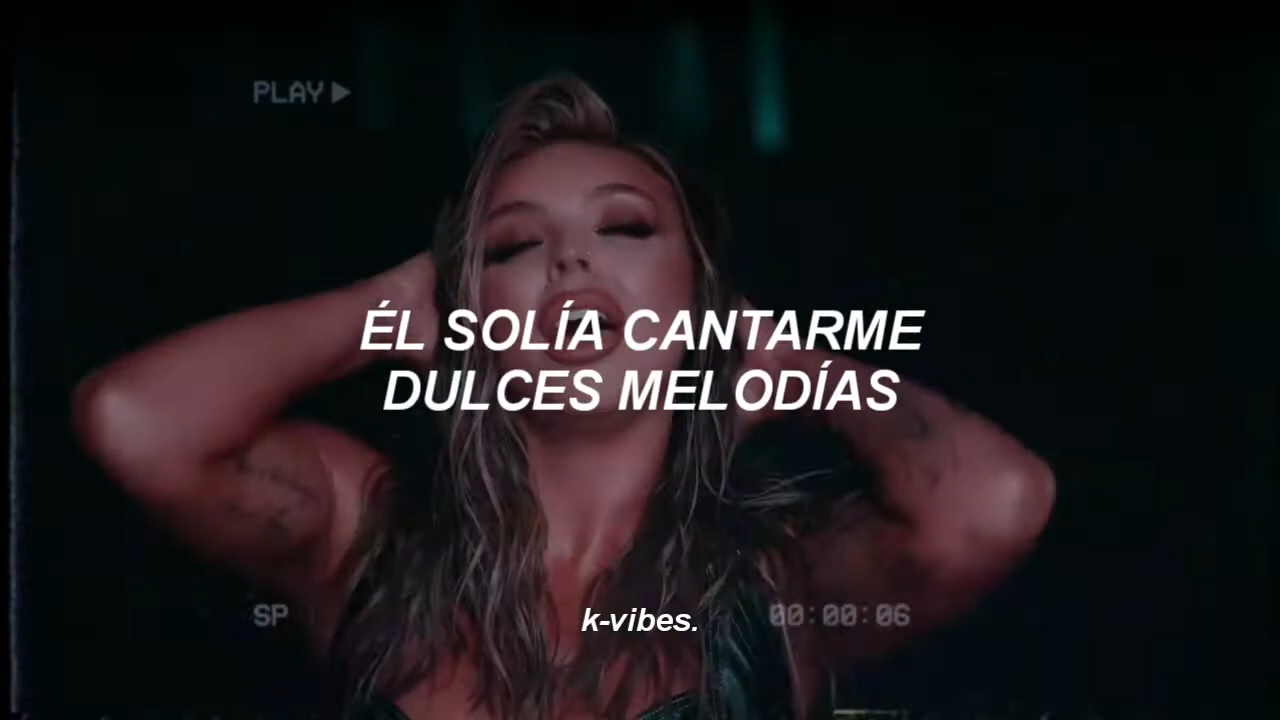 PLAY▶
ÉL SOLÍA CANTARME
DULCES MELODÍAS
SP
k-vibes.
00:00:06